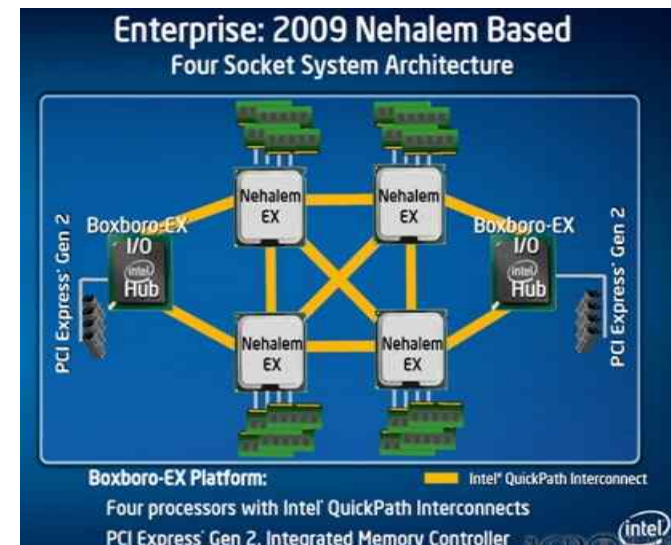 Enterprise: 2009 Nehalem Based
Four Socket System Architecture
Nehalem
EX
Nehalem
EX
Boxboro-EX
I/O
intel
Hub
Boxboro-EX
I/O
intel
Hub
PCI Express* Gen 2
PCI Express* Gen 2
Nehalem
EX
Nehalem
EX
Boxboro-EX Platform:
Intel® QuickPath Interconnect
Four processors with Intel® QuickPath Interconnects
PCI Express* Gen 2, Integrated Memory Controller
intel